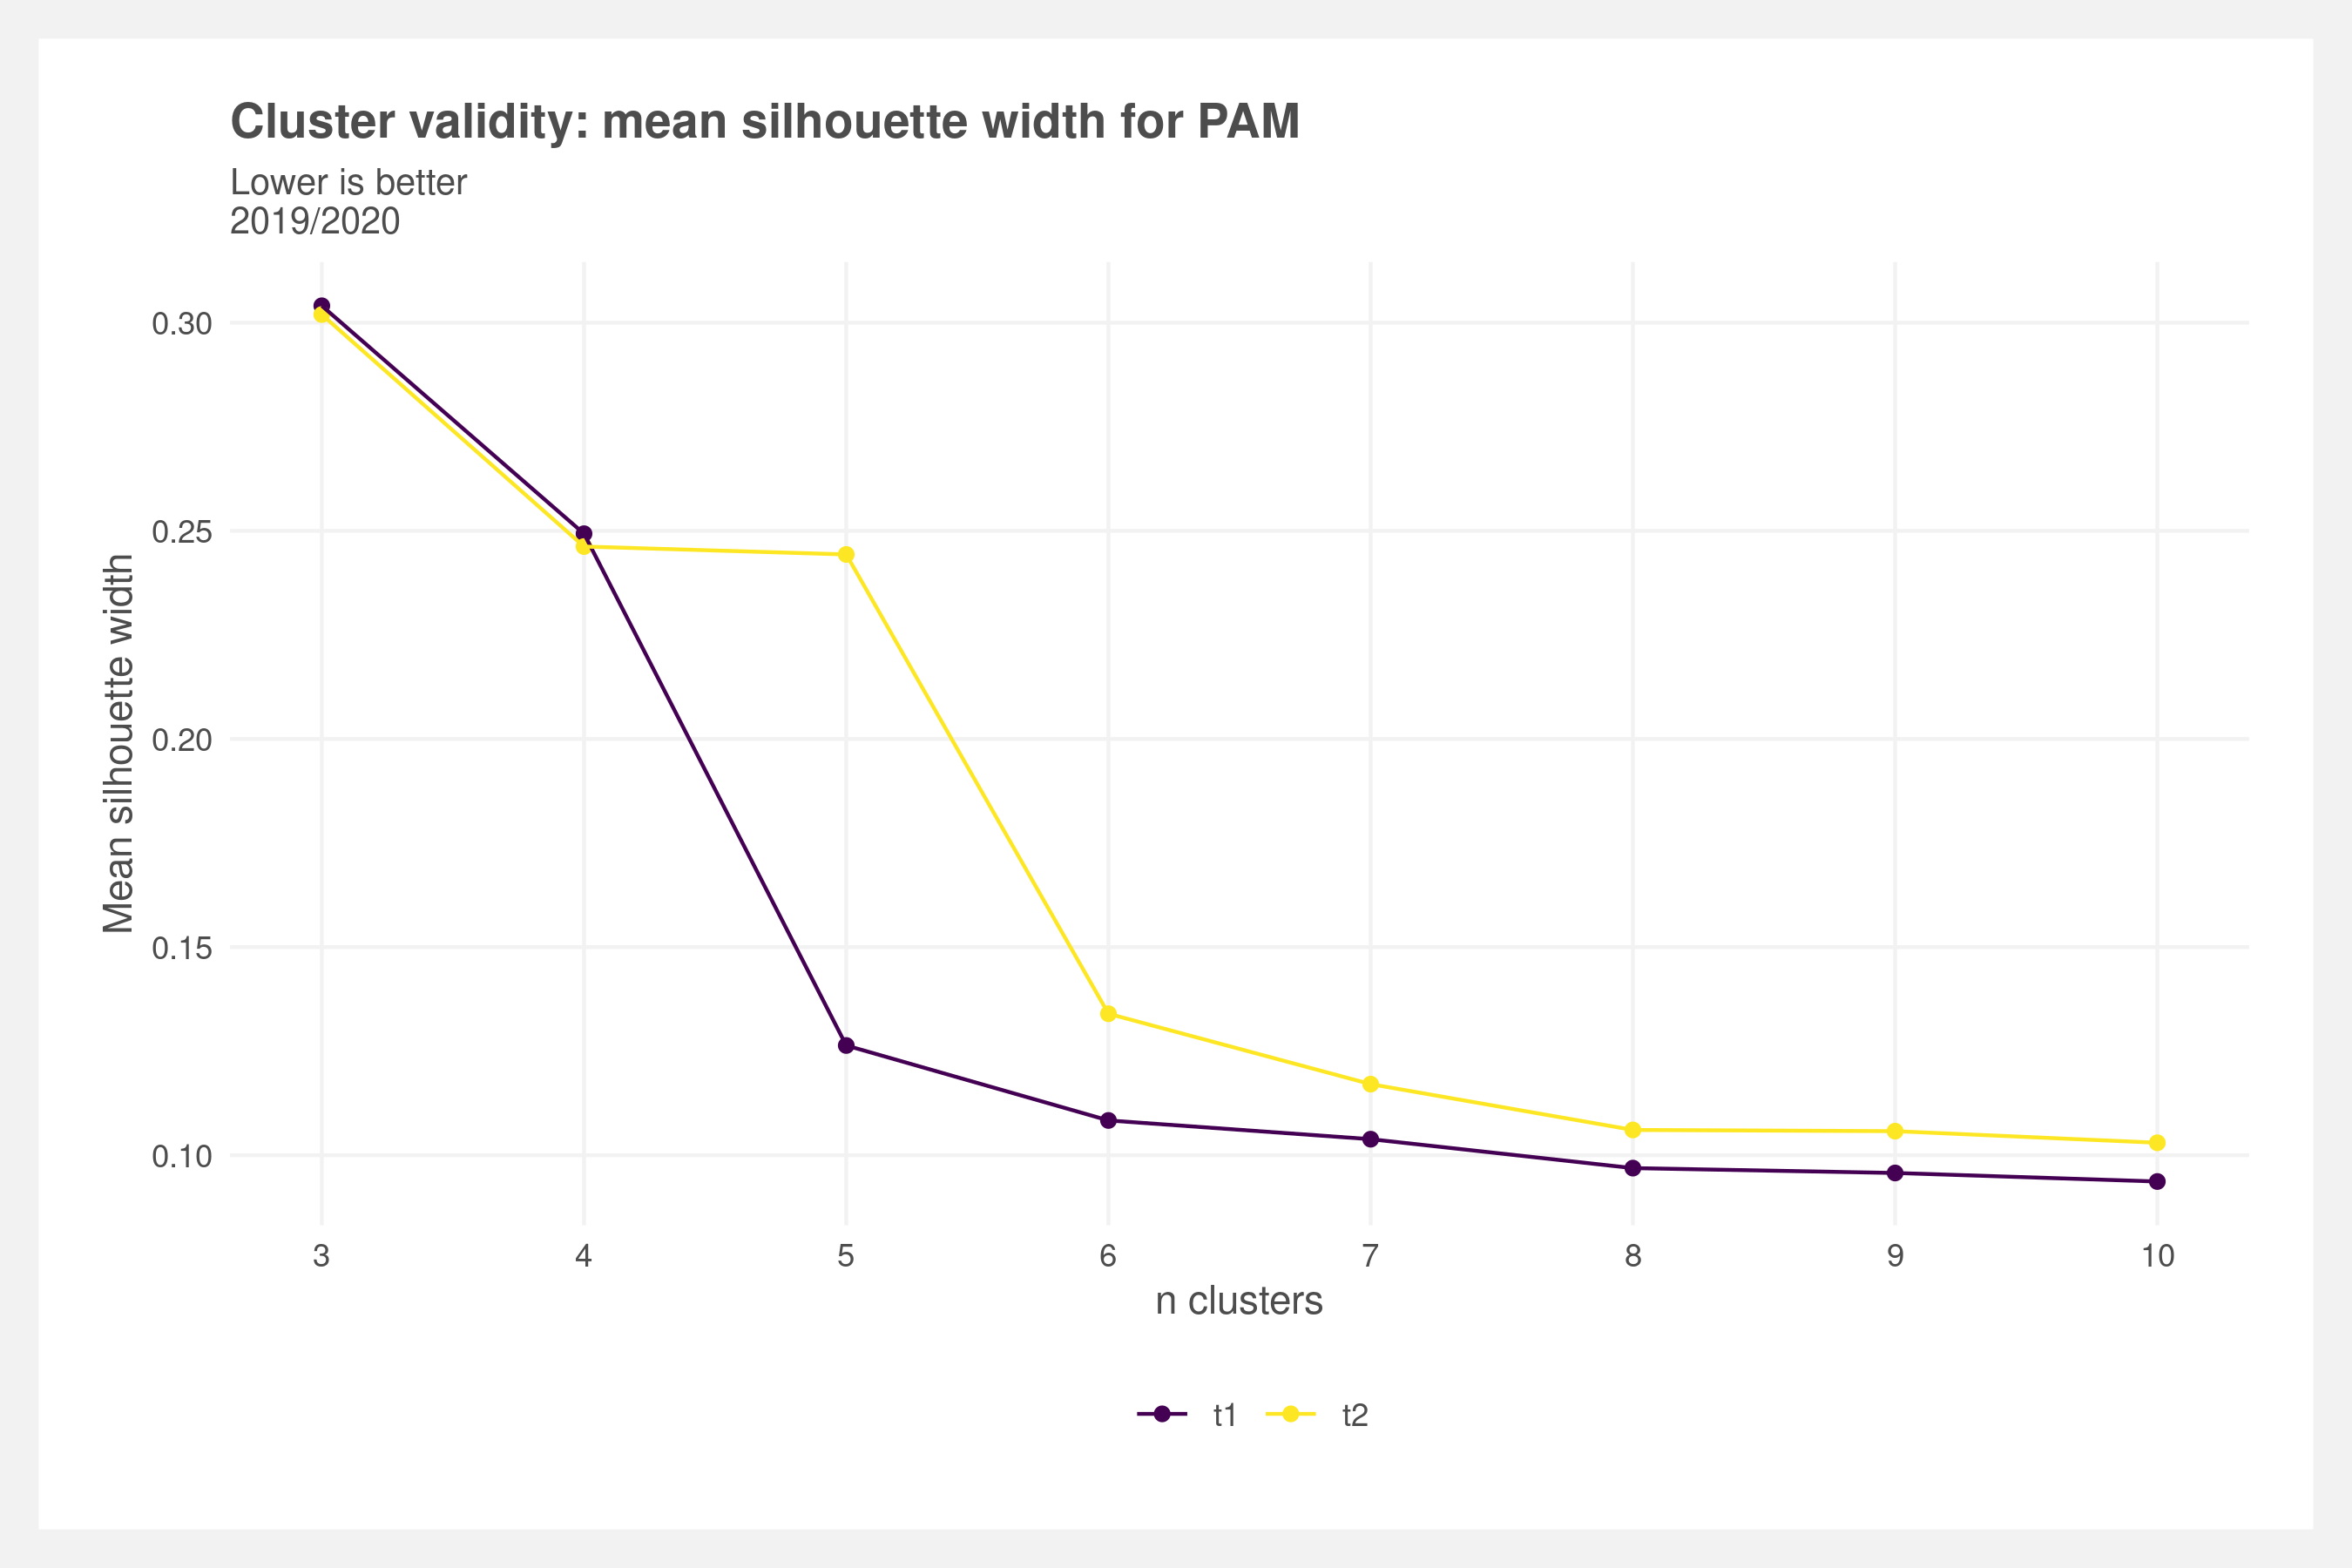 Cluster validity: mean silhouette width for PAM
Lower is better
2019/2020
Mean silhouette width
0.30
0.25
0.20
0.15
0.10
3 4 5 6 7 8 9 10
n clusters
t1 t2